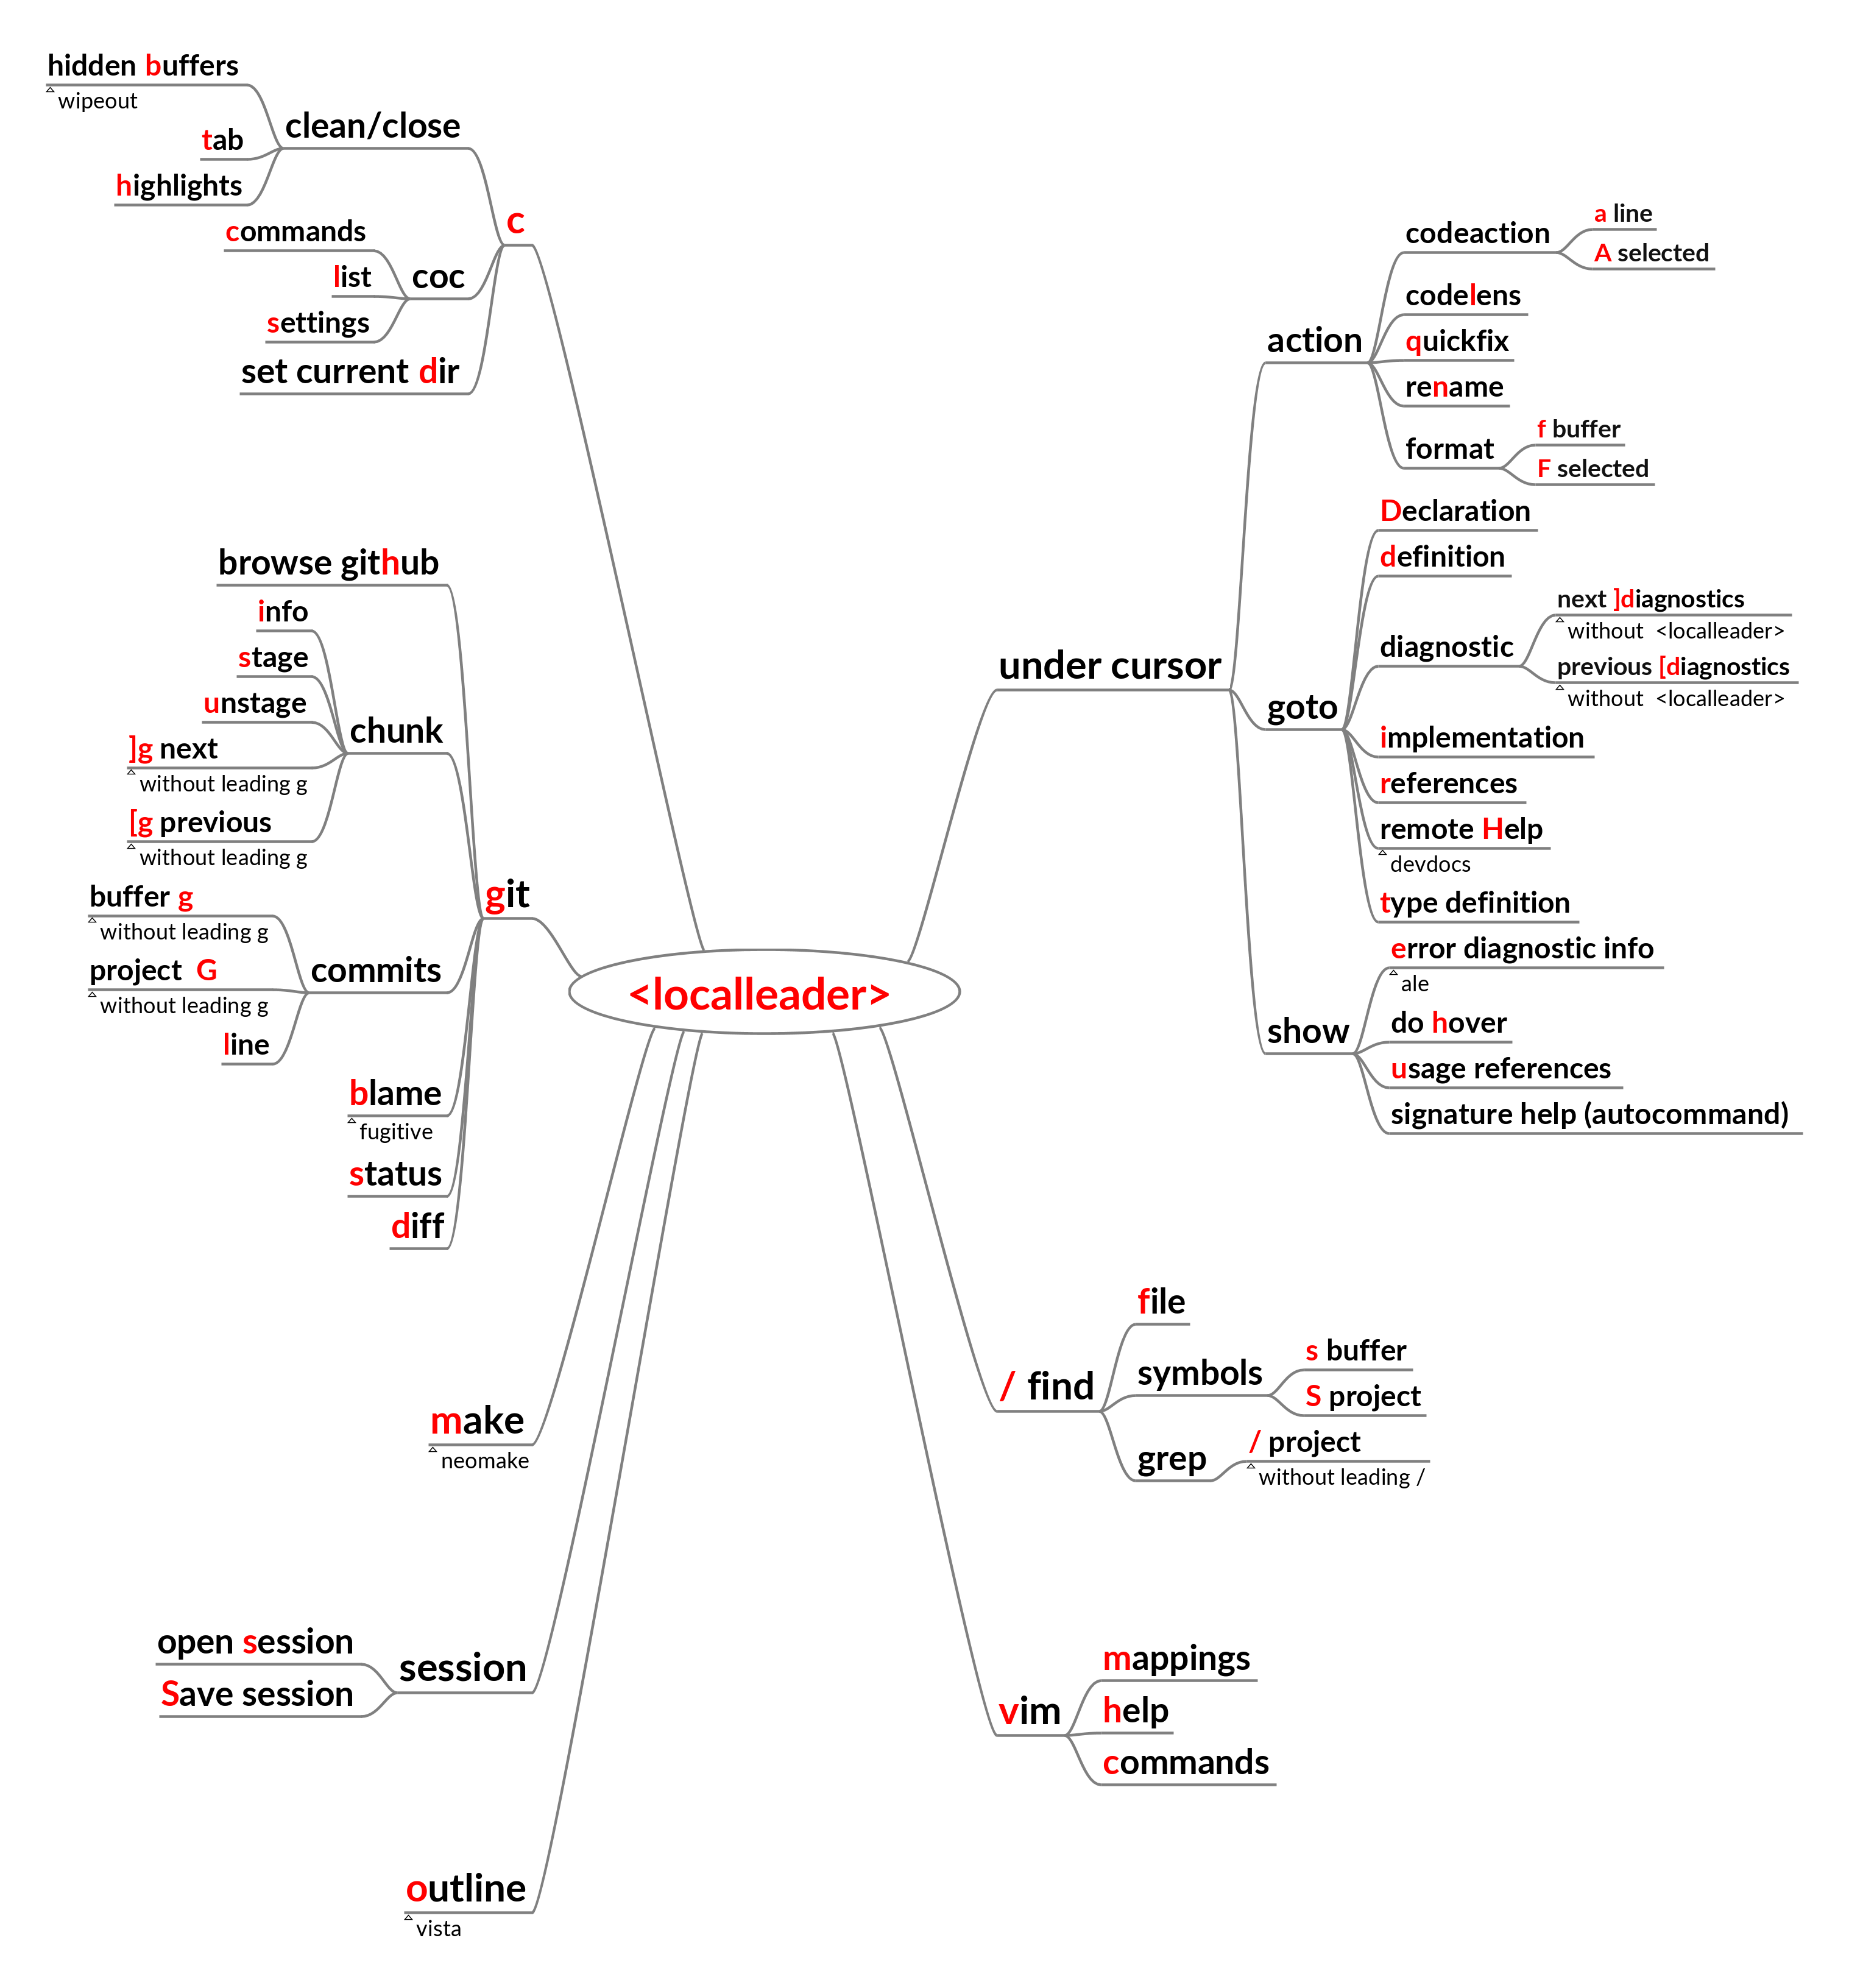 hidden buffers
wipeout
tab
highlights
clean/close
commands
list
settings
coc
set current dir
c
browse github
info
stage
unstage
]g next
without leading g
[g previous
without leading g
chunk
buffer g
without leading g
project  G
without leading g
line
commits
blame
fugitive
status
diff
git
make
neomake
open session
Save session
session
outline
vista
<localleader>
under cursor
action
codeaction
a line
A selected
codelens
quickfix
rename
format
f buffer
F selected
goto
Declaration
definition
diagnostic
next ]diagnostics
without  <localleader>
previous [diagnostics
without  <localleader>
implementation
references
remote Help
devdocs
type definition
show
error diagnostic info
ale
do hover
usage references
signature help (autocommand)
/ find
file
symbols
s buffer
S project
grep
/ project
without leading /
vim
mappings
help
commands